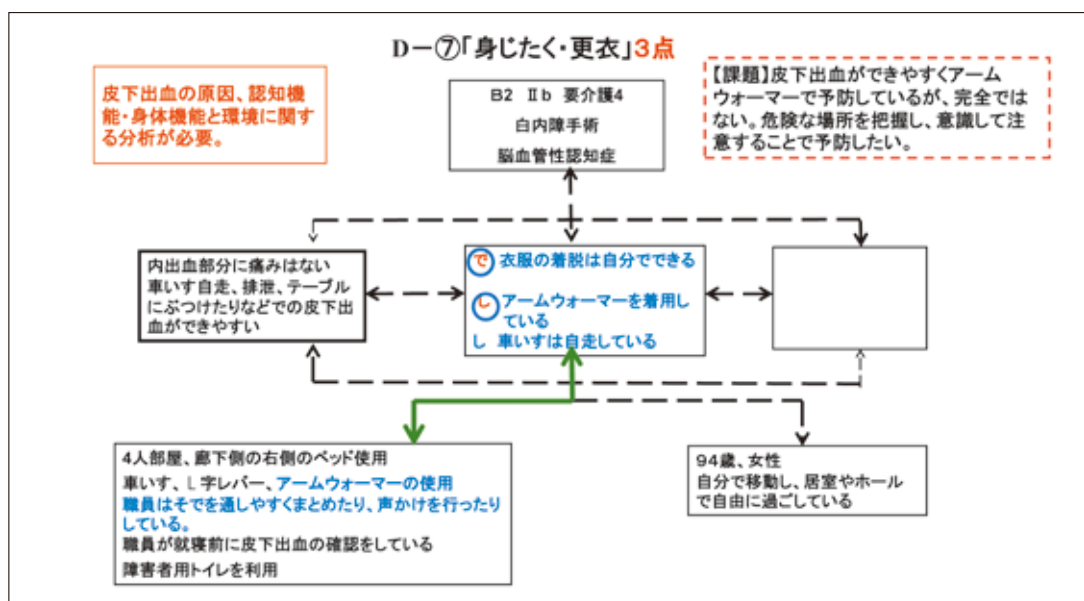 D－⑦「身じたく・更衣」3点
皮下出血の原因、認知機
能・身体機能と環境に関す
る分析が必要。
B2　Ⅱb　要介護4
白内障手術
脳血管性認知症
【課題】皮下出血ができやすくアーム
ウォーマーで予防しているが、完全では
ない。危険な場所を把握し、意識して注
意することで予防したい。
内出血部分に痛みはない
車いす自走、排泄、テーブル
にぶつけたりなどでの皮下出
血ができやすい
で 衣服の着脱は自分でできる
し アームウォーマーを着用し
ている
し 車いすは自走している
4人部屋、廊下側の右側のベッド使用
車いす、L字レバー、アームウォーマーの使用
職員はそでを通しやすくまとめたり、声かけを行ったり
している。
職員が就寝前に皮下出血の確認をしている
障害者用トイレを利用
94歳、女性
自分で移動し、居室やホール
で自由に過ごしている